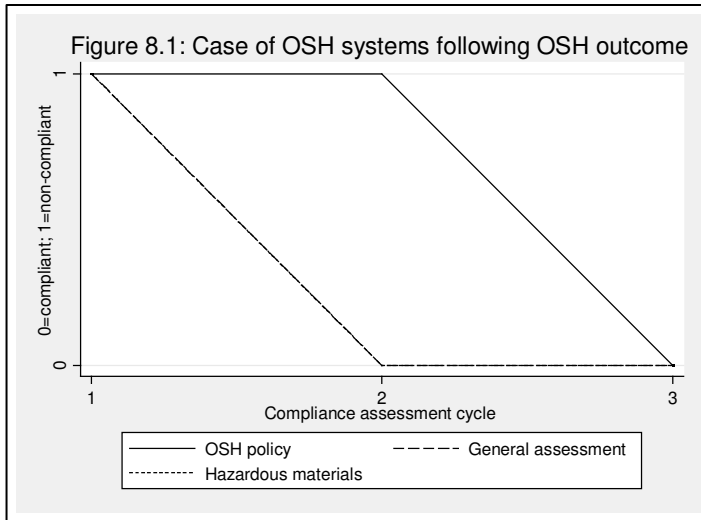 Figure 8.1: Case of OSH systems following OSH outcome
0=compliant; 1=non-compliant
1
0
1 2 3
Compliance assessment cycle
OSH policy General assessment
Hazardous materials